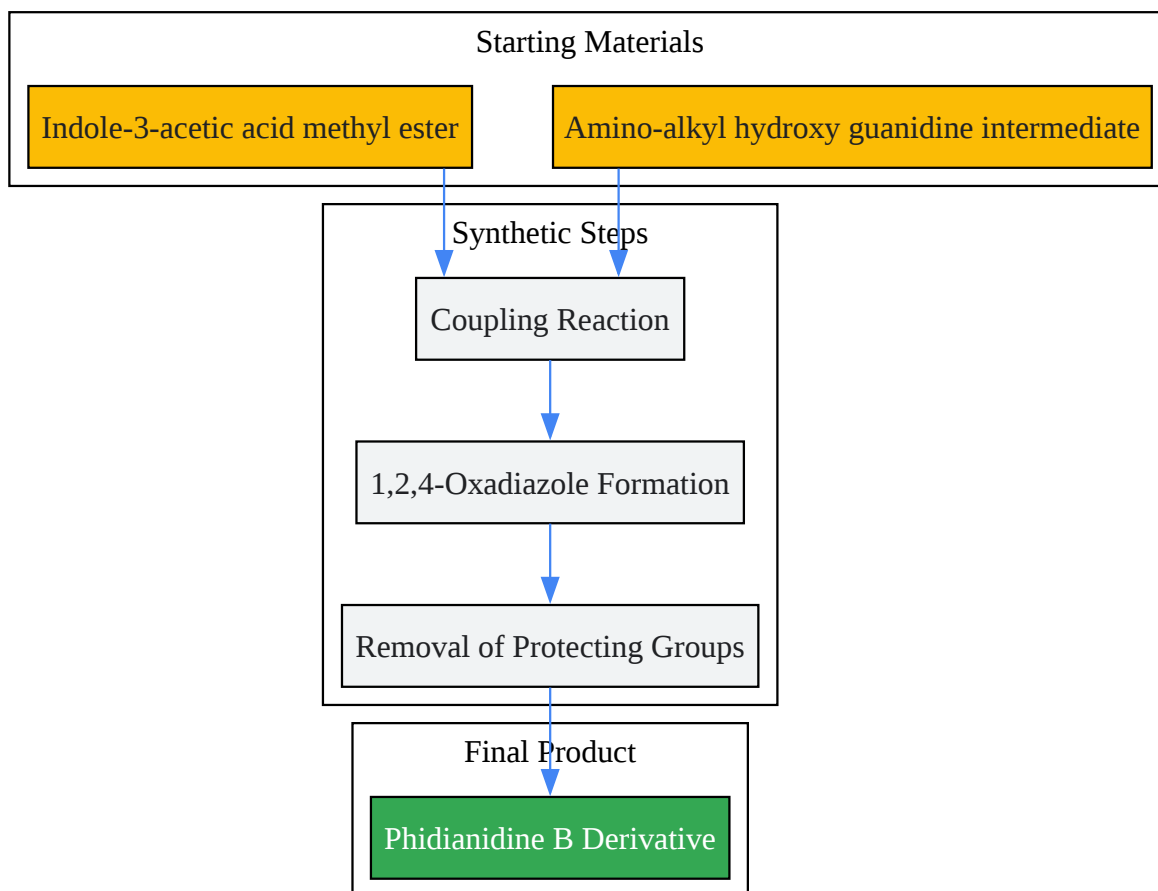 Starting Materials
Indole-3-acetic acid methyl ester
Amino-alkyl hydroxy guanidine intermediate
Synthetic Steps
Coupling Reaction
1,2,4-Oxadiazole Formation
Removal of Protecting Groups
Final Product
Phidianidine B Derivative